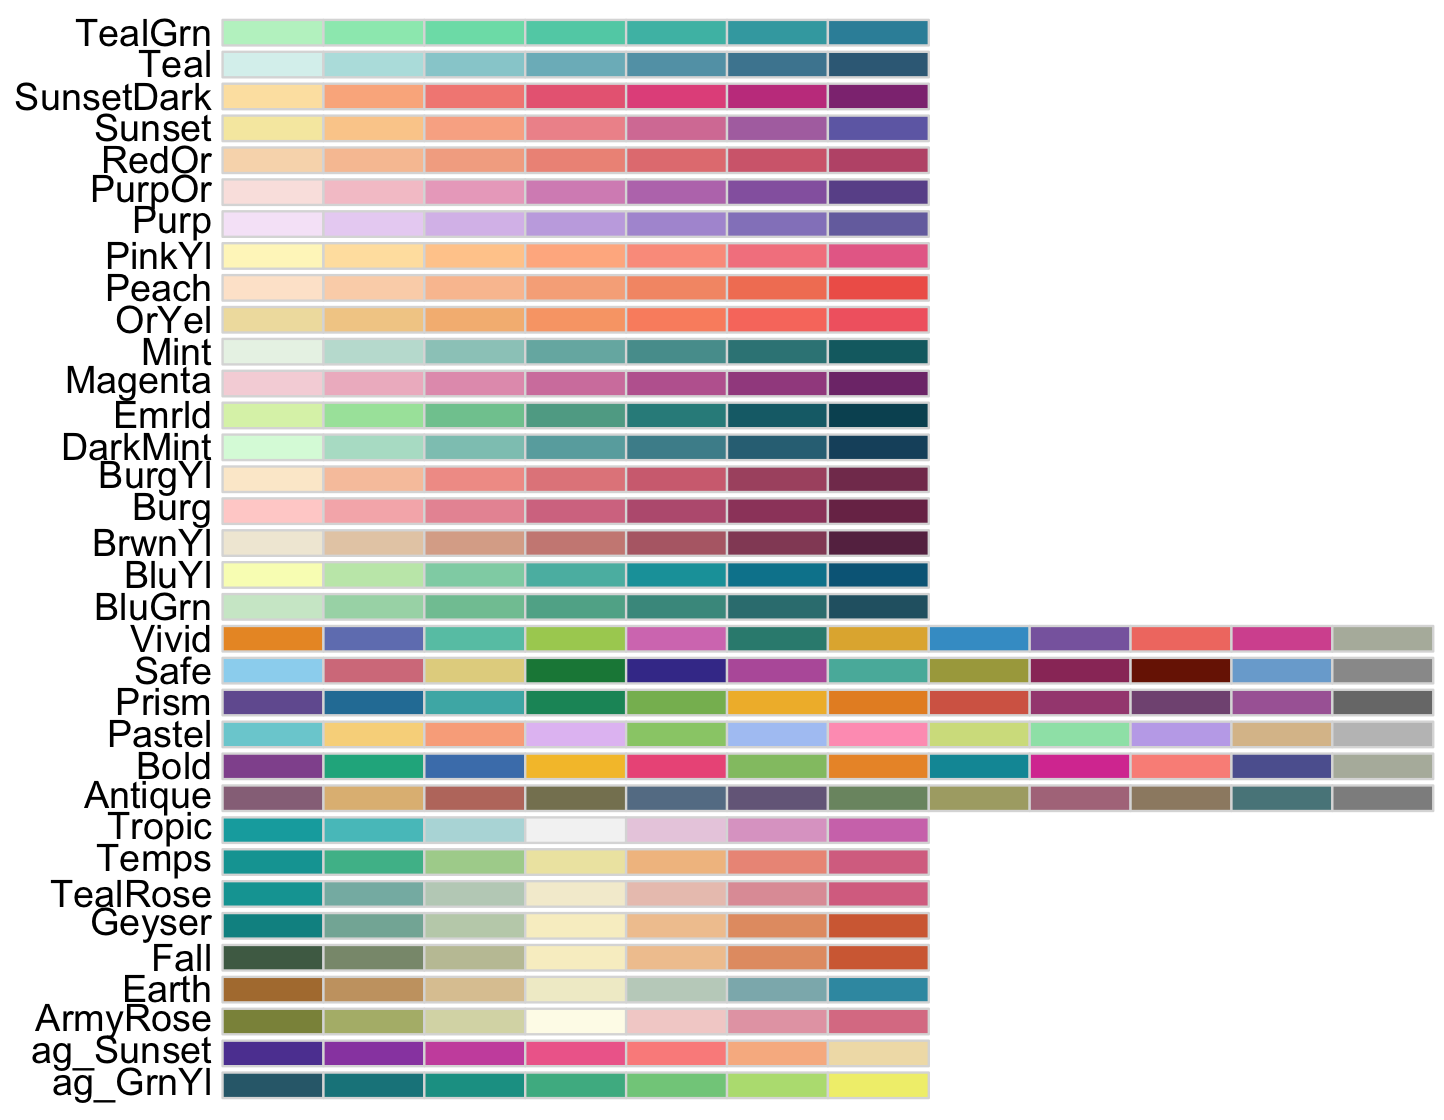 TealGrn
Teal
SunsetDark
Sunset
RedOr
PurpOr
Purp
PinkYl
Peach
OrYel
Mint
Magenta
Emrld
DarkMint
BurgYl
Burg
BrwnYl
BluYl
BluGrn
Vivid
Safe
Prism
Pastel
Bold
Antique
Tropic
Temps
TealRose
Geyser
Fall
Earth
ArmyRose
ag_Sunset
ag_GrnYl